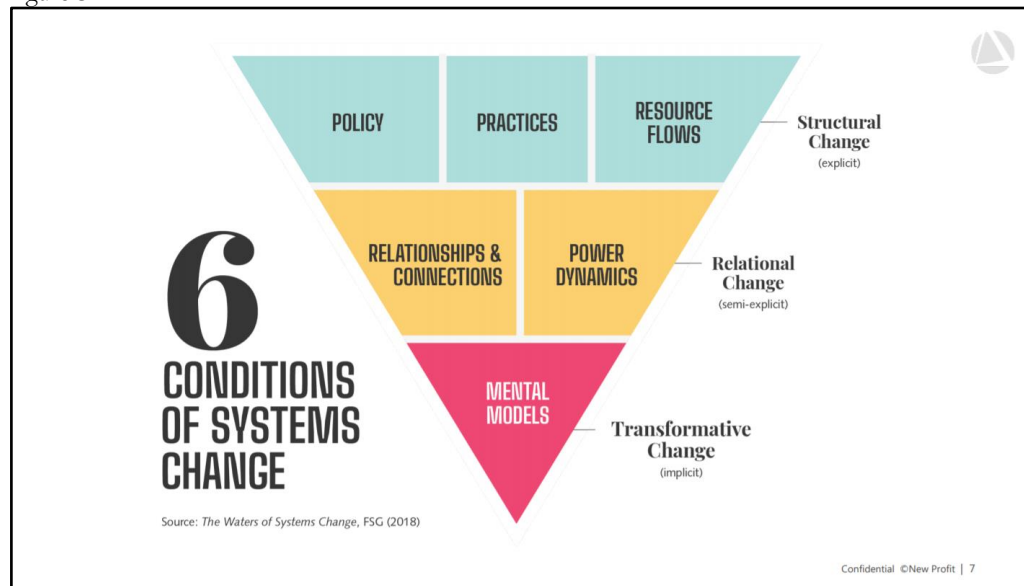 POLICY
PRACTICES
RESOURCE
FLOWS
Structural
Change
(explicit)
RELATIONSHIPS &
CONNECTIONS
POWER
DYNAMICS
Relational
Change
(semi-explicit)
6
CONDITIONS
OF SYSTEMS
CHANGE
MENTAL
MODELS
Transformative
Change
(implicit)
Source: The Waters of Systems Change, FSG (2018)
Confidential ©New Profit | 7